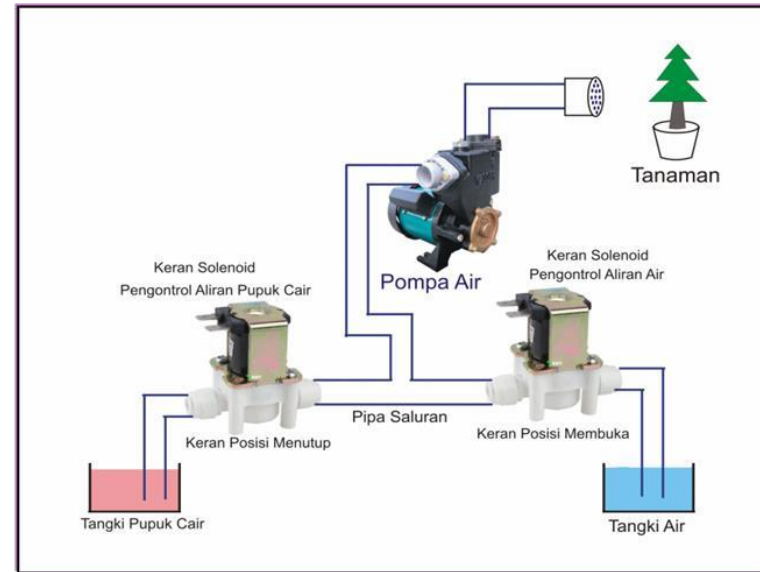 Tanaman
Pompa Air
Keran Solenoid
Pengontrol Aliran Pupuk Cair
Keran Solenoid
Pengontrol Aliran Air
Keran Posisi Menutup
Pipa Saluran
Keran Posisi Membuka
Tangki Pupuk Cair
Tangki Air